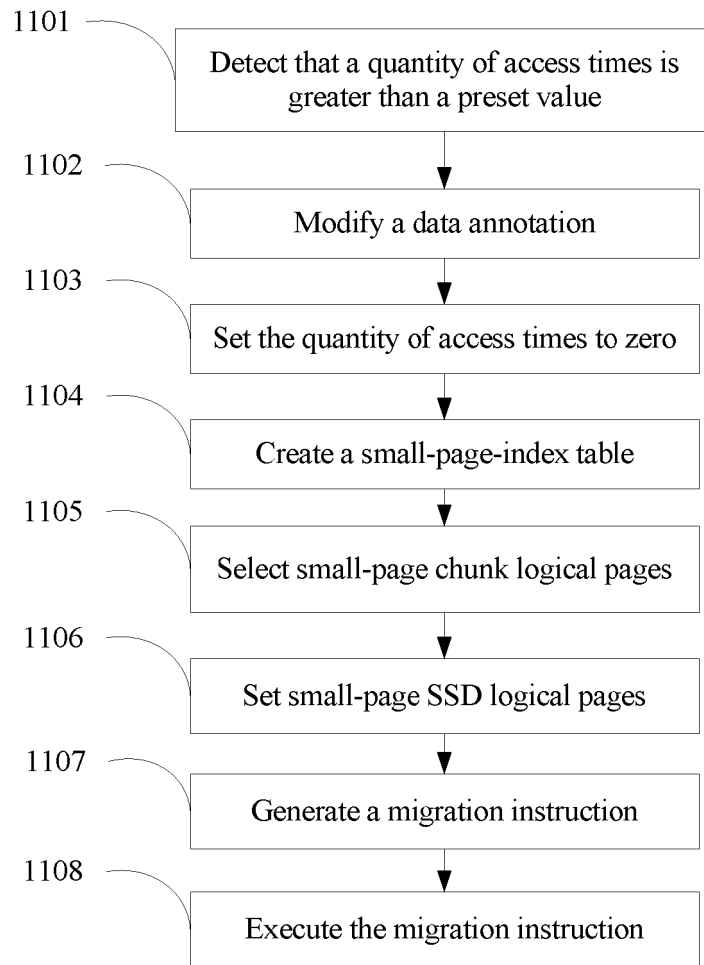 1101
Detect that a quantity of access times is
greater than a preset value
1102
Modify a data annotation
1103
Set the quantity of access times to zero
1104
Create a small-page-index table
1105
Select small-page chunk logical pages
1106
Set small-page SSD logical pages
1107
Generate a migration instruction
1108
Execute the migration instruction